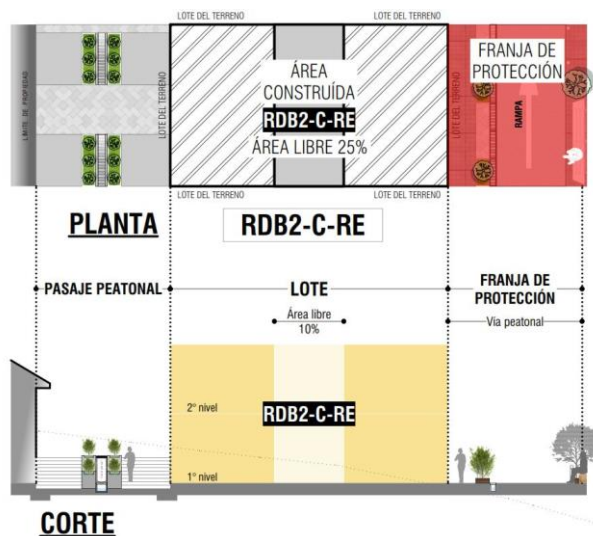 LOTE DEL TERRENO
LOTE DEL TERRENO
LÍMITE DE PROPIEDAD
LOTE DEL TERRENO
ÁREA
CONSTRUÍDA
RDB2-C-RE
ÁREA LIBRE 25%
LOTE DEL TERRENO
FRANJA DE
PROTECCIÓN
RAMPA
LOTE DEL TERRENO
LOTE DEL TERRENO
PLANTA
RDB2-C-RE
PASAJE PEATONAL
LOTE
FRANJA DE
PROTECCIÓN
Área libre
10%
Vía peatonal
2° nivel
RDB2-C-RE
1° nivel
CORTE